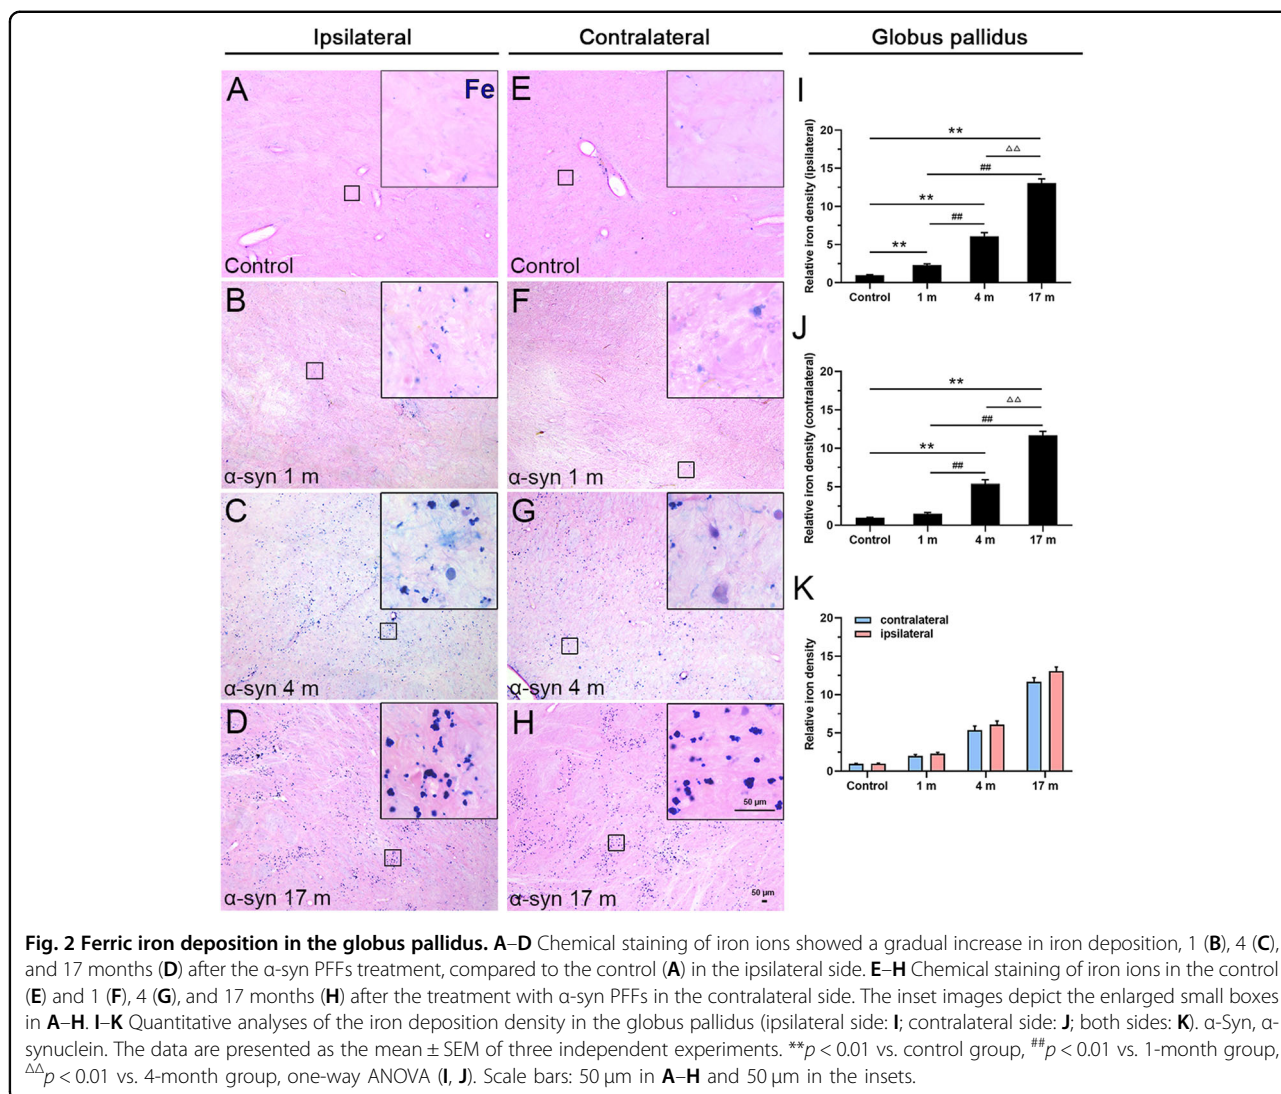 Ipsilateral
Contralateral
Globus pallidus
A
Fe
Control
E
Control
B
α-syn 1 m
F
α-syn 1 m
C
α-syn 4 m
G
α-syn 4 m
D
α-syn 17 m
H
50 µm
50 µm
α-syn 17 m
I
Relative iron density (ipsilateral)
20
15
10
5
0
**
△△
##
**
##
**
Control 1 m 4 m 17 m
J
Relative iron density (contralateral)
20
15
10
5
0
**
△△
##
**
##
Control 1 m 4 m 17 m
K
Relative iron density
20
15
10
5
0
contralateral
ipsilateral
Control 1 m 4 m 17 m
Fig. 2 Ferric iron deposition in the globus pallidus. A–D Chemical staining of iron ions showed a gradual increase in iron deposition, 1 (B), 4 (C),
and 17 months (D) after the α-syn PFFs treatment, compared to the control (A) in the ipsilateral side. E–H Chemical staining of iron ions in the control
(E) and 1 (F), 4 (G), and 17 months (H) after the treatment with α-syn PFFs in the contralateral side. The inset images depict the enlarged small boxes
in A–H. I–K Quantitative analyses of the iron deposition density in the globus pallidus (ipsilateral side: I; contralateral side: J; both sides: K). α-Syn, α-
synuclein. The data are presented as the mean ± SEM of three independent experiments. **p < 0.01 vs. control group, ##p < 0.01 vs. 1-month group,
△△p < 0.01 vs. 4-month group, one-way ANOVA (I, J). Scale bars: 50 µm in A–H and 50 µm in the insets.